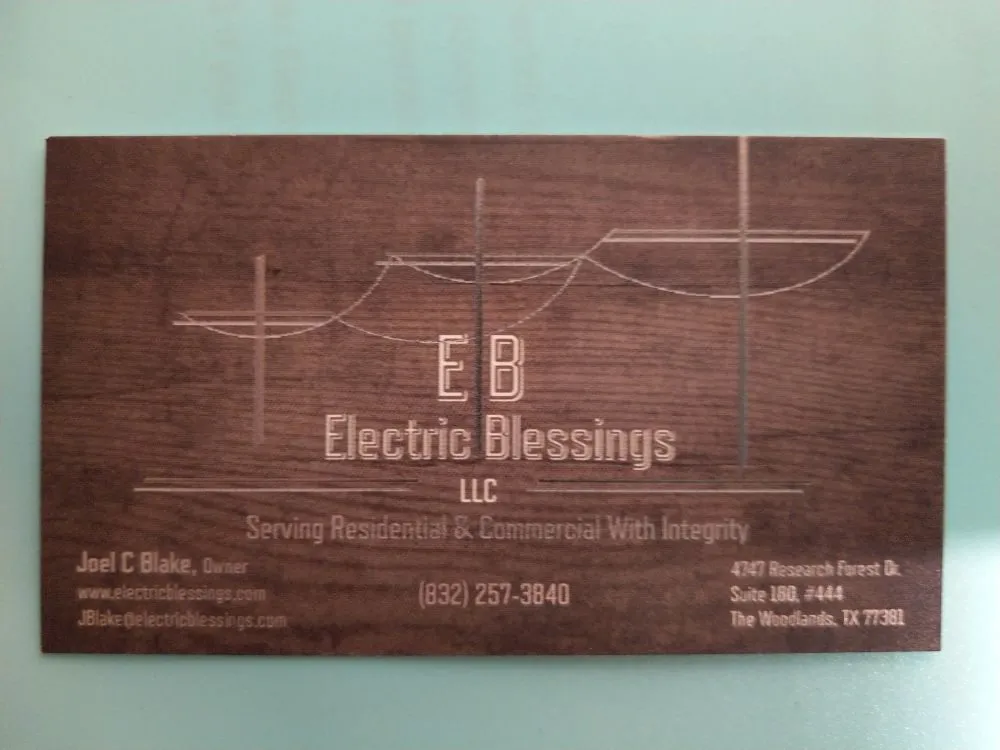 E B
Electric Blessings
LLC
Serving Residential & Commercial With Integrity
Joel C Blake, Owner
www.electricblessings.com
JBlake@electricblessings.com
(832) 257-3840
4747 Research Forest Dr.
Suite 180, #444
The Woodlands, TX 77381